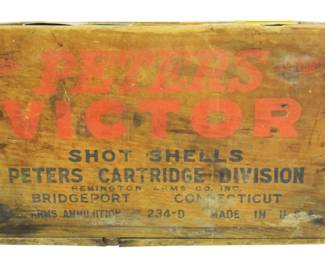 PETERS
VICTOR
SHOT SHELLS
PETERS CARTRIDGE DIVISION
REMINGTON ARMS CO. INC.
BRIDGEPORT CONNECTICUT
ARMS AMMUNITION 234-D MADE IN U.